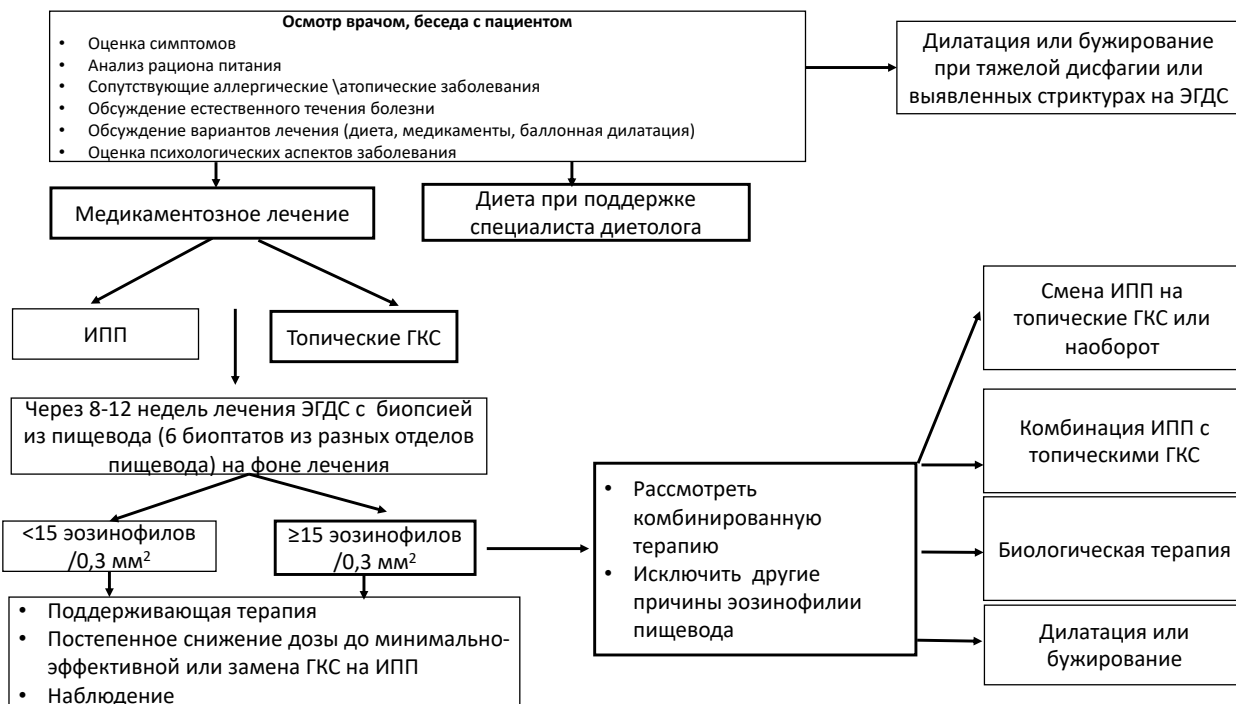 Осмотр врачом, беседа с пациентом
• Оценка симптомов
• Анализ рациона питания
• Сопутствующие аллергические \атопические заболевания
• Обсуждение естественного течения болезни
• Обсуждение вариантов лечения (диета, медикаменты, баллонная дилатация)
• Оценка психологических аспектов заболевания
Дилатация или бужирование
при тяжелой дисфагии или
выявленных стриктурах на ЭГДС
Медикаментозное лечение
Диета при поддержке
специалиста диетолога
ИПП
Топические ГКС
Через 8-12 недель лечения ЭГДС с биопсией
из пищевода (6 биоптатов из разных отделов
пищевода) на фоне лечения
<15 эозинофилов
/0,3 мм²
≥15 эозинофилов
/0,3 мм²
• Поддерживающая терапия
• Постепенное снижение дозы до минимально-
эффективной или замена ГКС на ИПП
• Наблюдение
• Рассмотреть
комбинированную
терапию
• Исключить другие
причины эозинофилии
пищевода
Смена ИПП на
топические ГКС или
наоборот
Комбинация ИПП с
топическими ГКС
Биологическая терапия
Дилатация или
бужирование